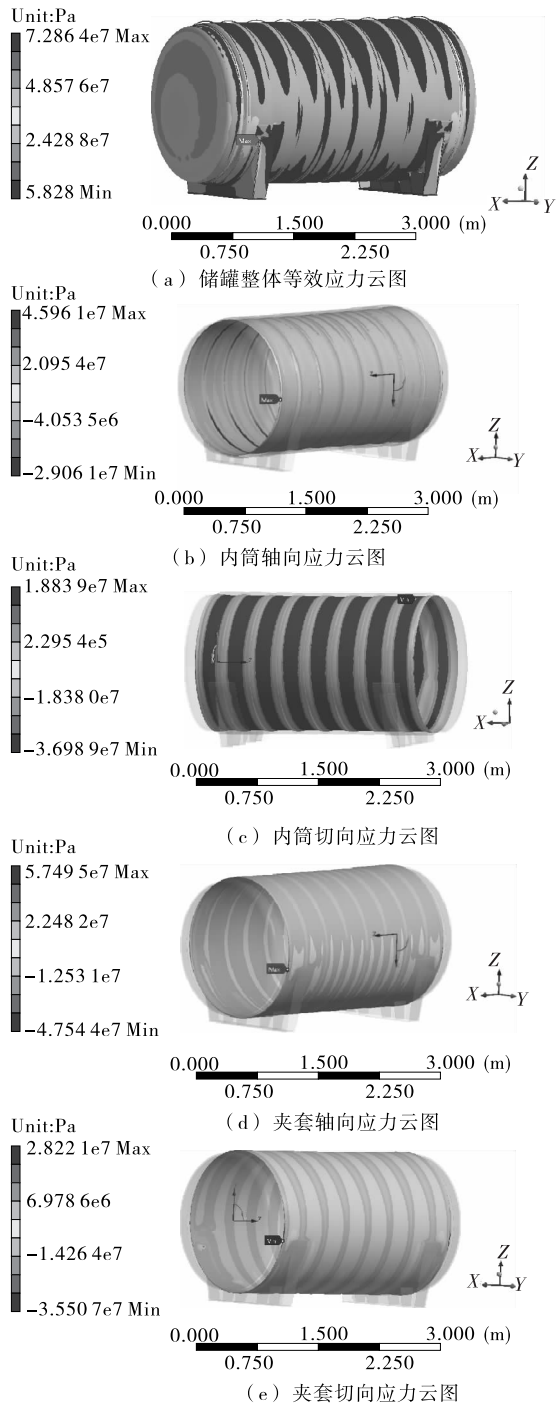 Unit:Pa
7.286 4e7 Max
4.857 6e7
2.428 8e7
5.828 Min
Max
Z
X Y
0.000 1.500 3.000 (m)
0.750 2.250
(a) 储罐整体等效应力云图
Unit:Pa
4.596 1e7 Max
2.095 4e7
-4.053 5e6
-2.906 1e7 Min
Max
Z
X Y
0.000 1.500 3.000 (m)
0.750 2.250
(b) 内筒轴向应力云图
Unit:Pa
1.883 9e7 Max
2.295 4e5
-1.838 0e7
-3.698 9e7 Min
Z
X
0.000 1.500 3.000 (m)
0.750 2.250
(c) 内筒切向应力云图
Unit:Pa
5.749 5e7 Max
2.248 2e7
-1.253 1e7
-4.754 4e7 Min
Max
Z
X Y
0.000 1.500 3.000 (m)
0.750 2.250
(d) 夹套轴向应力云图
Unit:Pa
2.822 1e7 Max
6.978 6e6
-1.426 4e7
-3.550 7e7 Min
Z
X Y
0.000 1.500 3.000 (m)
0.750 2.250
(e) 夹套切向应力云图